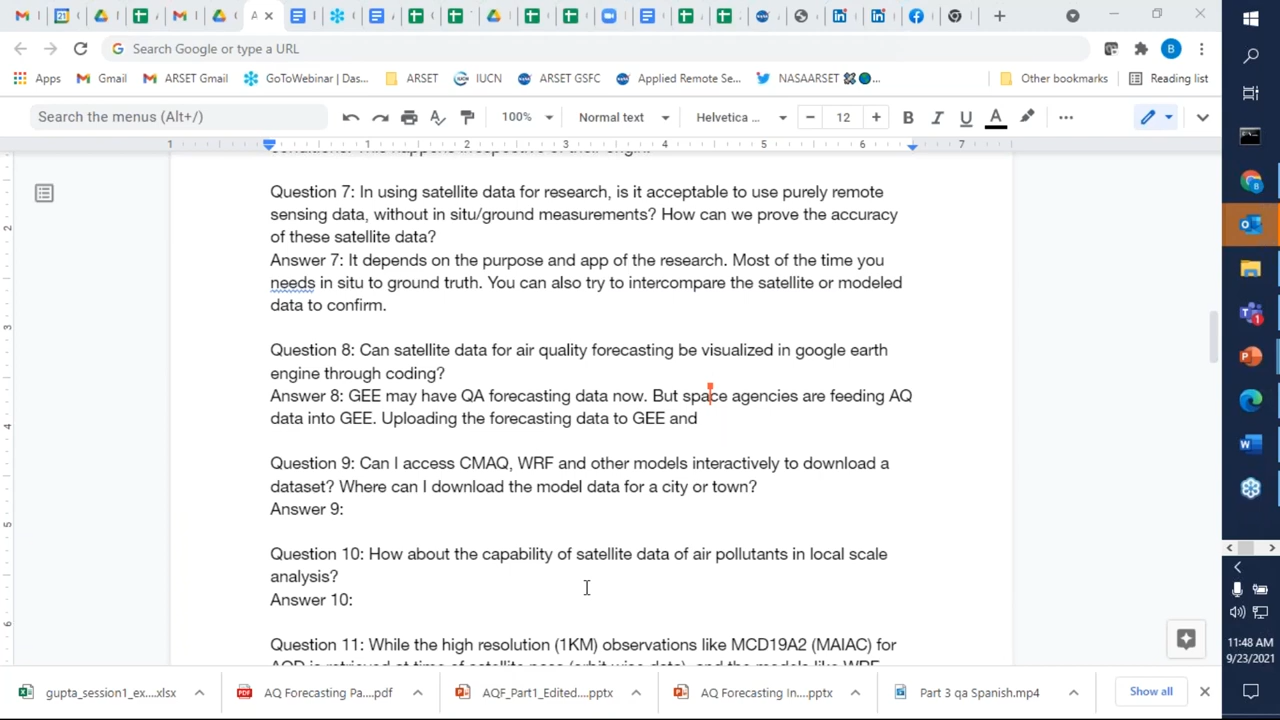 Search Google or type a URL
Apps
Gmail
ARSET Gmail
GoToWebinar | Das...
ARSET
IUCN
ARSET GSFC
Applied Remote Se...
NASAARSET
Other bookmarks
Reading list
Search the menus (Alt+/)
100%
Normal text
Helvetica ...
12
B I U A
1 1 2 3 4 5 6 7
Question 7: In using satellite data for research, is it acceptable to use purely remote
sensing data, without in situ/ground measurements? How can we prove the accuracy
of these satellite data?
Answer 7: It depends on the purpose and app of the research. Most of the time you
needs in situ to ground truth. You can also try to intercompare the satellite or modeled
data to confirm.
Question 8: Can satellite data for air quality forecasting be visualized in google earth
engine through coding?
Answer 8: GEE may have QA forecasting data now. But space agencies are feeding AQ
data into GEE. Uploading the forecasting data to GEE and
Question 9: Can I access CMAQ, WRF and other models interactively to download a
dataset? Where can I download the model data for a city or town?
Answer 9:
Question 10: How about the capability of satellite data of air pollutants in local scale
analysis?
Answer 10:
Question 11: While the high resolution (1KM) observations like MCD19A2 (MAIAC) for
gupta_session1_ex....xlsx
AQ Forecasting Pa....pdf
AQF_Part1_Edited....pptx
AQ Forecasting In....pptx
Part 3 qa Spanish.mp4
Show all
11:48 AM
9/23/2021